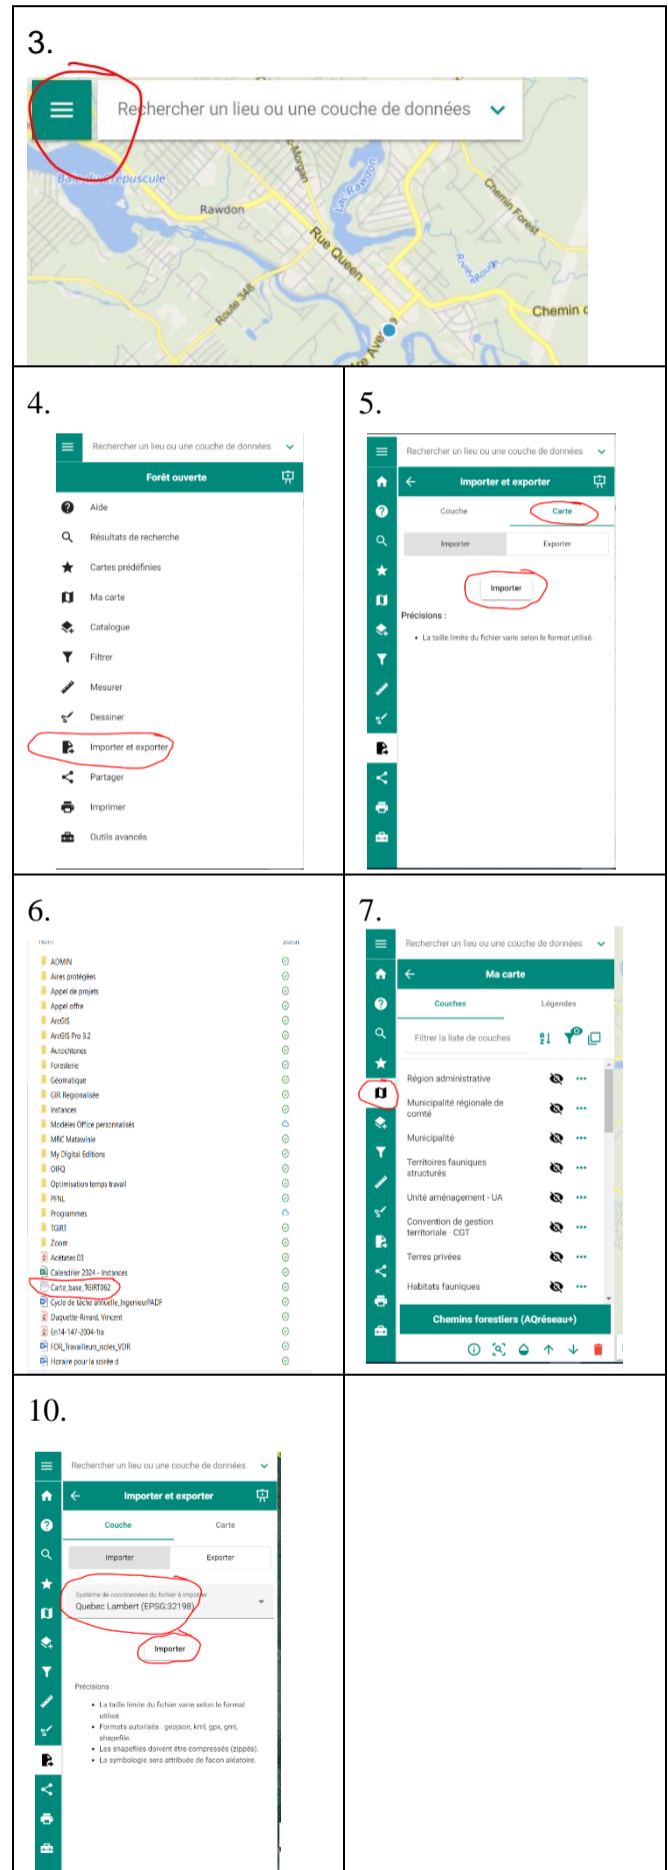 3.
Rechercher un lieu ou une couche de données
Baie du Crépuscule
Rawdon
Lac Rawdon
Rue Queen
Chemin Forest
Route 348
Chemin
4.
Rechercher un lieu ou une couche de données
Forêt ouverte
Aide
Résultats de recherche
Cartes prédéfinies
Ma carte
Catalogue
Filtrer
Mesurer
Dessiner
Importer et exporter
Partager
Imprimer
Outils avancés
5.
Rechercher un lieu ou une couche de données
Importer et exporter
Couche Carte
Importer Exporter
Importer
Précisions :
• La taille limite du fichier varie selon le format utilisé.
6.
ADMIN
Aires protégées
Appel de projets
Appel offre
ArcGIS
ArcGIS Pro 3.2
Autochtones
Foresterie
Géomatique
GIR Regionalisée
Instances
Modèles Office personnalisés
MRC Matawinie
My Digital Editions
OIFQ
Optimisation temps travail
PFNL
Programmes
TGIRT
Zoom
Acétates 03
Calendrier 2024 - Instances
Carte_base_TGIRT062
Cycle de tâche annuelle_IngenieurPADF
Duquette-Rivard, Vincent
En14-147-2004-fra
FOR_Travailleurs_isoles_VDR
Horaire pour la soirée d
7.
Rechercher un lieu ou une couche de données
Ma carte
Couches Légendes
Filtrer la liste de couches
Région administrative
Municipalité régionale de
comté
Municipalité
Territoires fauniques
structurés
Unité aménagement - UA
Convention de gestion
territoriale - CGT
Terres privées
Habitats fauniques
Chemins forestiers (AQréseau+)
10.
Rechercher un lieu ou une couche de données
Importer et exporter
Couche Carte
Importer Exporter
Système de coordonnées du fichier à importer
Quebec Lambert (EPSG:32198)
Importer
Précisions :
• La taille limite du fichier varie selon le format
utilisé.
• Formats autorisés : geojson, kml, gpx, gml,
shapefile.
• Les shapefiles doivent être compressés (zippés).
• La symbologie sera attribuée de facon aléatoire.